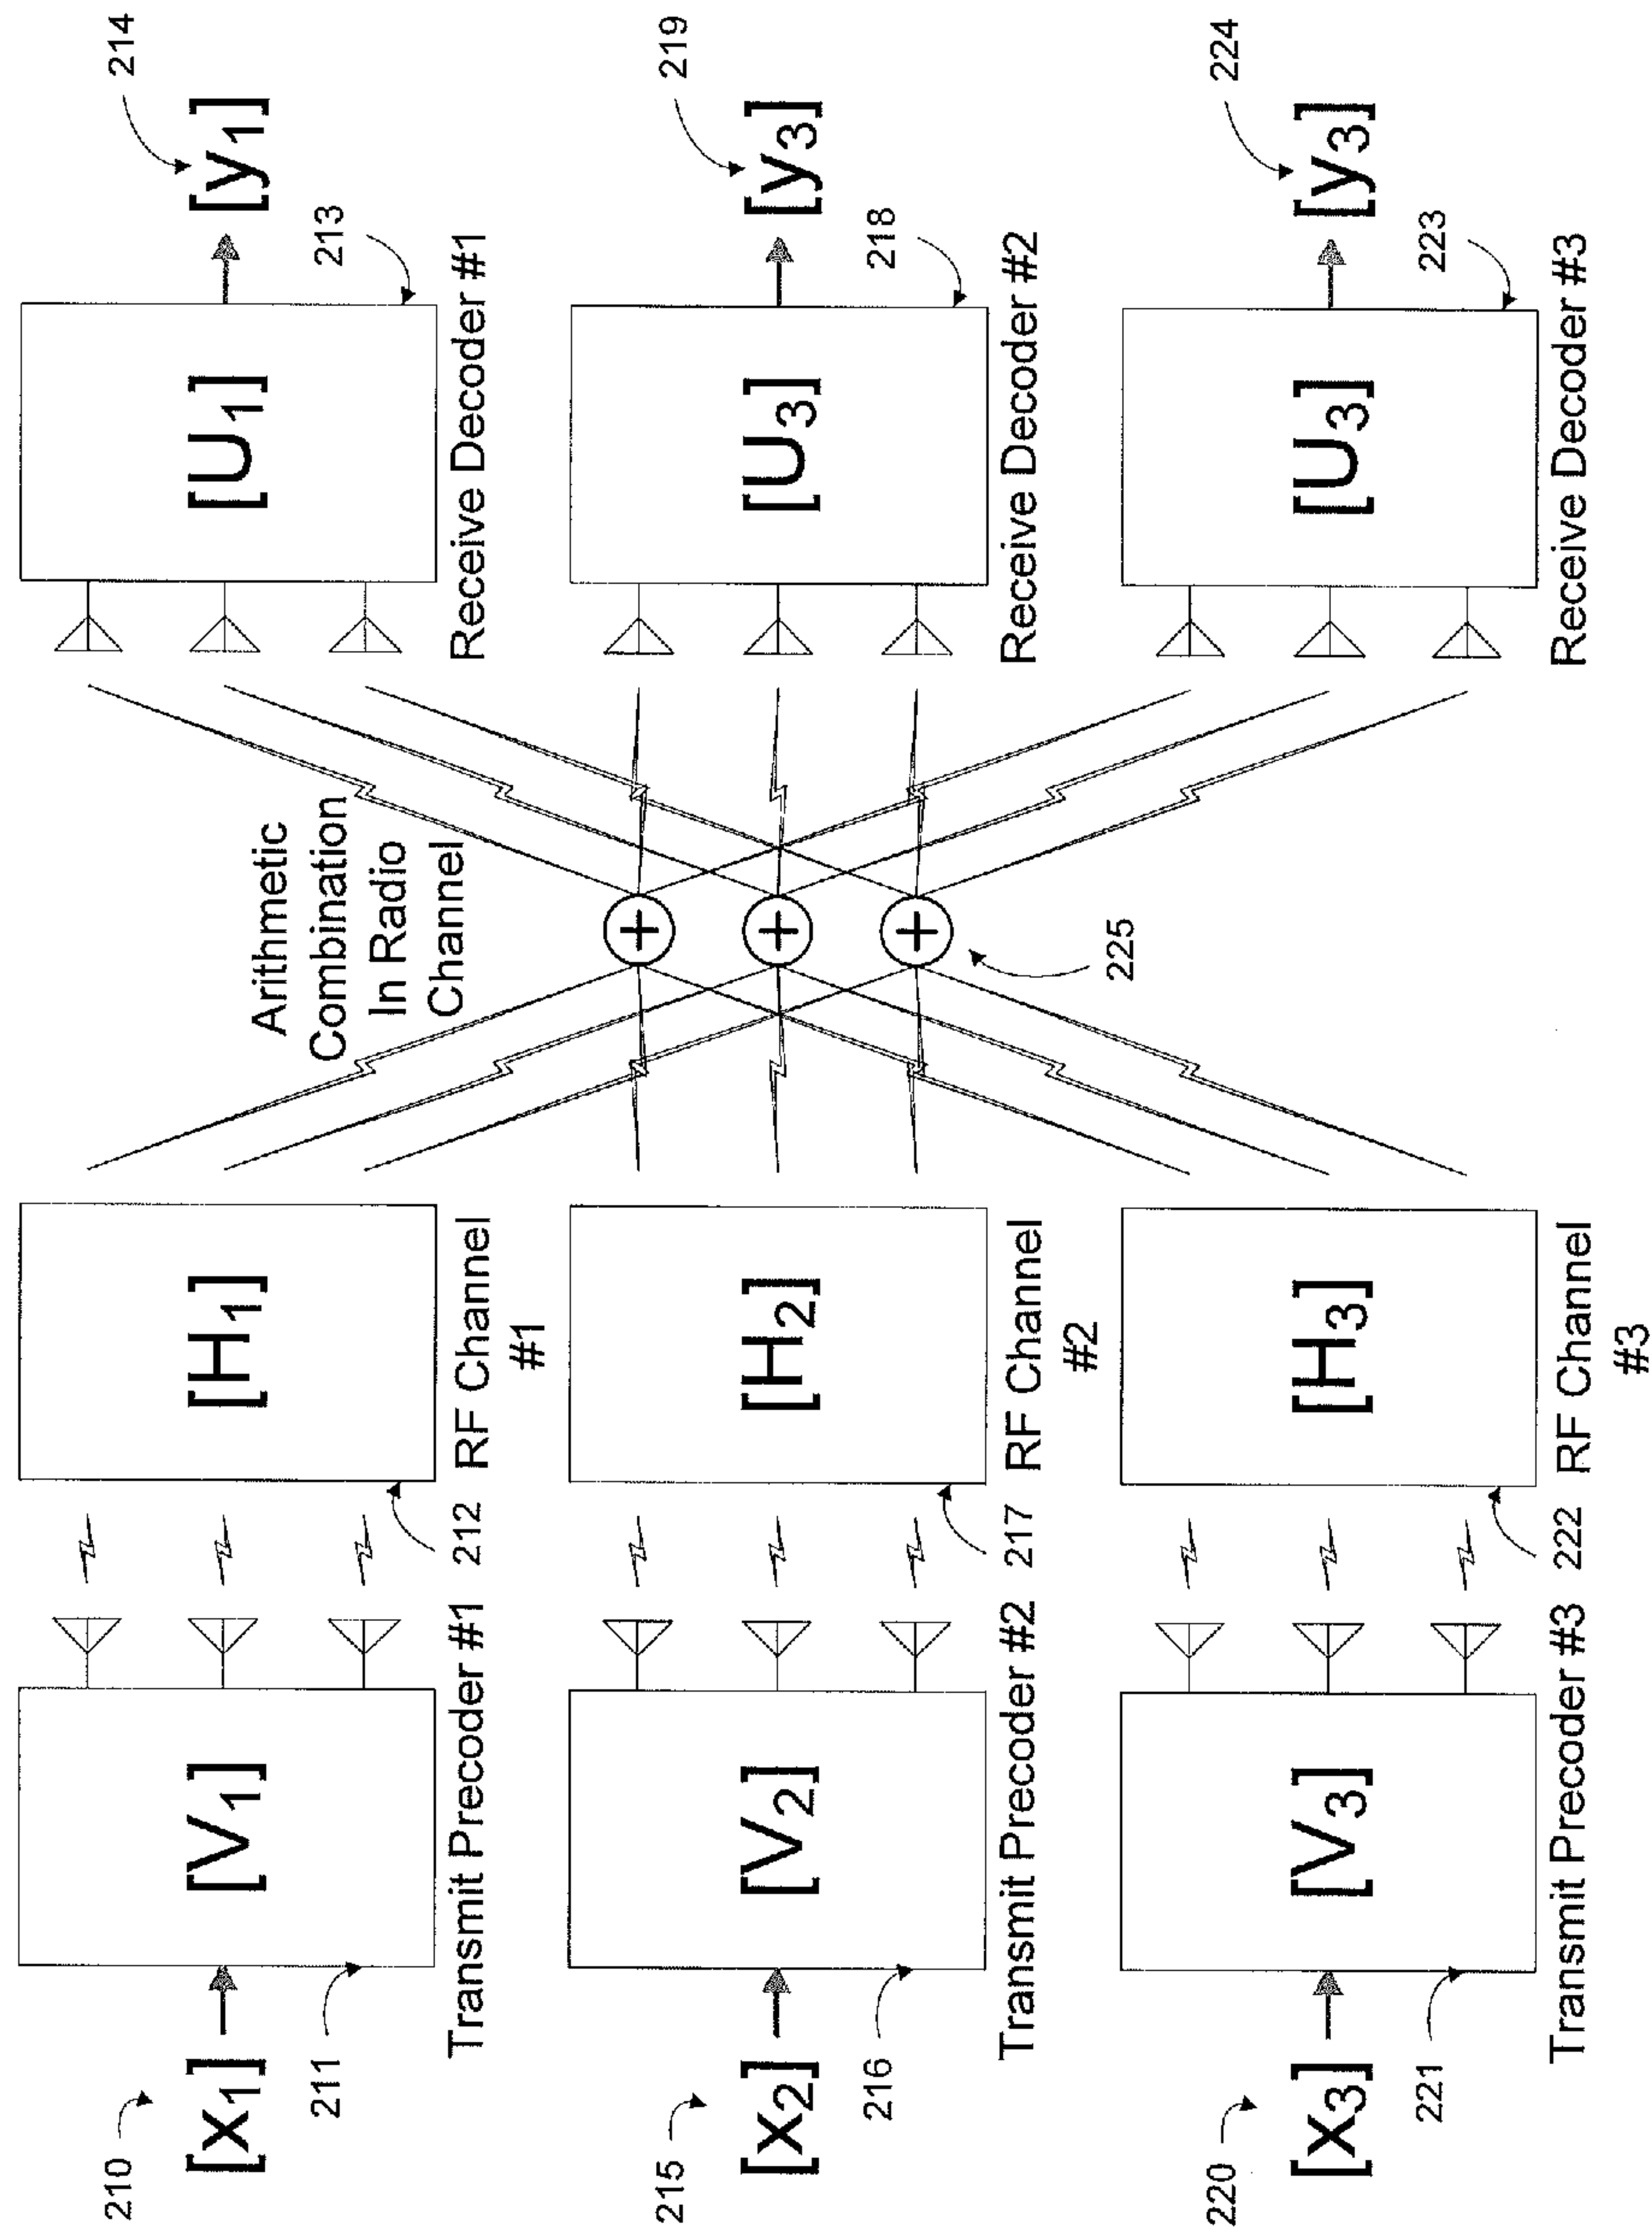 210
[x1]
211
[V1]
Transmit Precoder #1
212
[H1]
RF Channel
#1
Arithmetic
Combination
In Radio
Channel
[U1]
213
Receive Decoder #1
214
[y1]
215
[x2]
216
[V2]
Transmit Precoder #2
217
[H2]
RF Channel
#2
225
[U3]
218
Receive Decoder #2
219
[y3]
220
[x3]
221
[V3]
Transmit Precoder #3
222
[H3]
RF Channel
#3
[U3]
223
Receive Decoder #3
224
[y3]